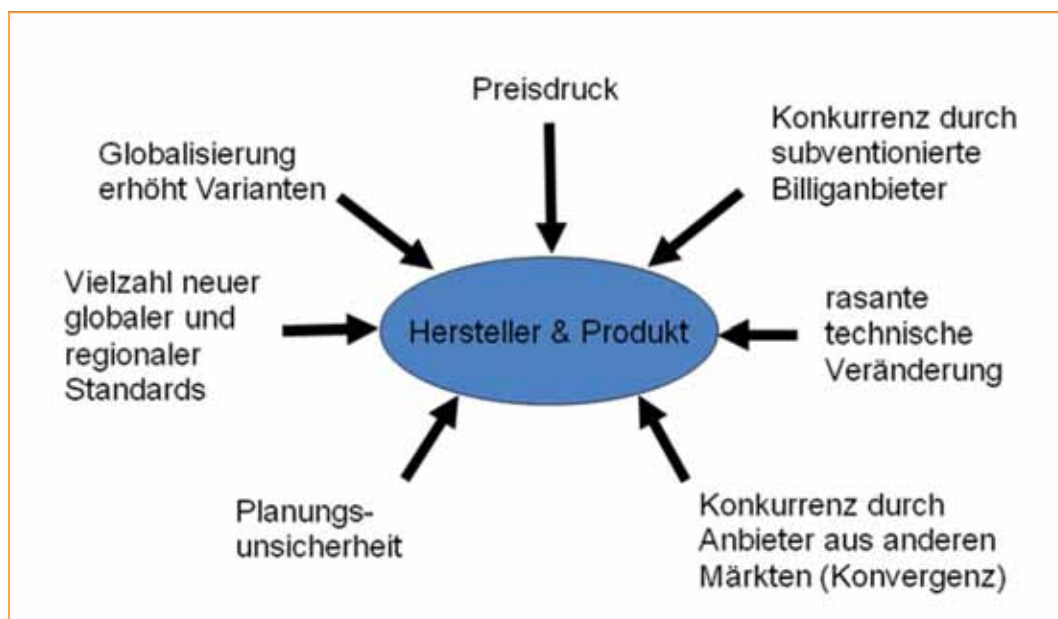 Preisdruck
Konkurrenz durch
subventionierte
Billiganbieter
Globalisierung
erhöht Varianten
Vielzahl neuer
globaler und
regionaler
Standards
Hersteller & Produkt
rasante
technische
Veränderung
Planungs-
unsicherheit
Konkurrenz durch
Anbieter aus anderen
Märkten (Konvergenz)